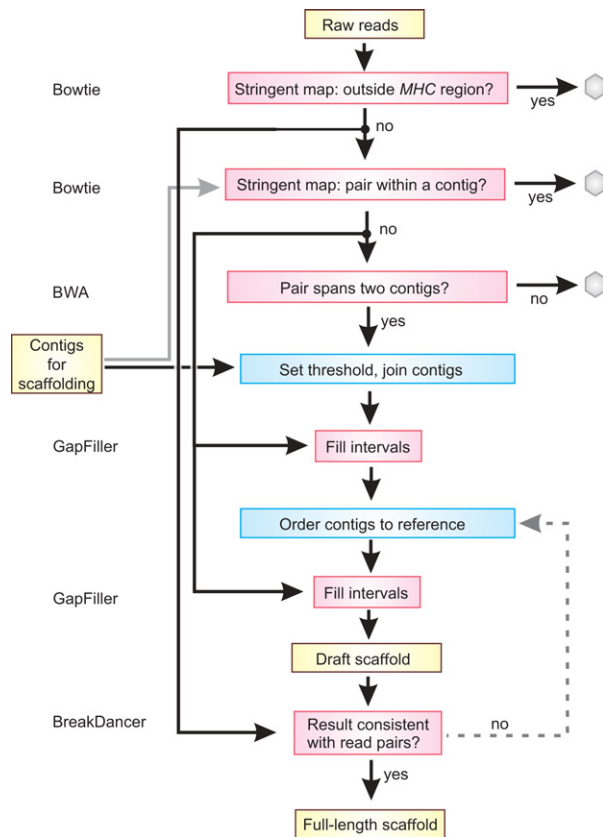 Raw reads
Bowtie
Stringent map: outside MHC region?
yes
no
Bowtie
Stringent map: pair within a contig?
yes
no
BWA
Pair spans two contigs?
no
yes
Contigs
for
scaffolding
Set threshold, join contigs
GapFiller
Fill intervals
Order contigs to reference
GapFiller
Fill intervals
Draft scaffold
BreakDancer
Result consistent
with read pairs?
no
yes
Full-length scaffold